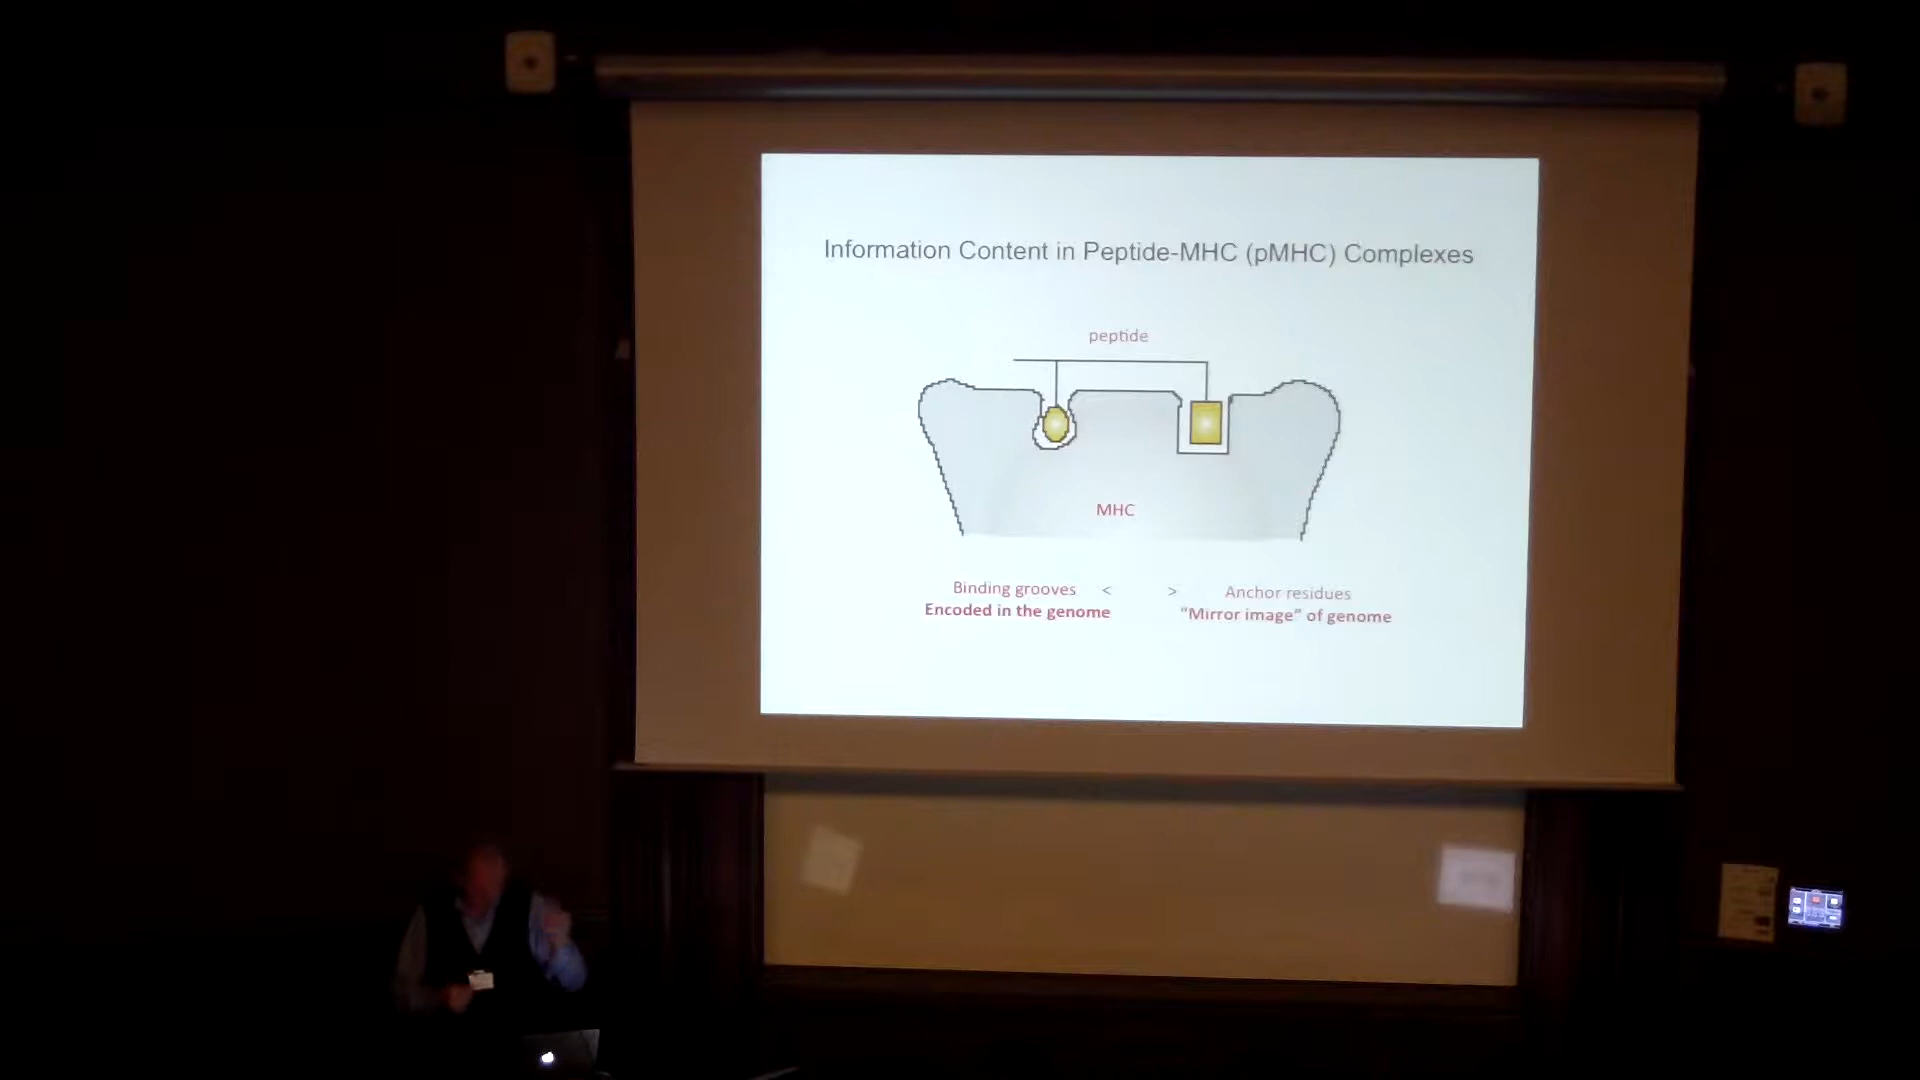 Information Content in Peptide-MHC (pMHC) Complexes
peptide
MHC
Binding grooves < > Anchor residues
Encoded in the genome "Mirror image" of genome